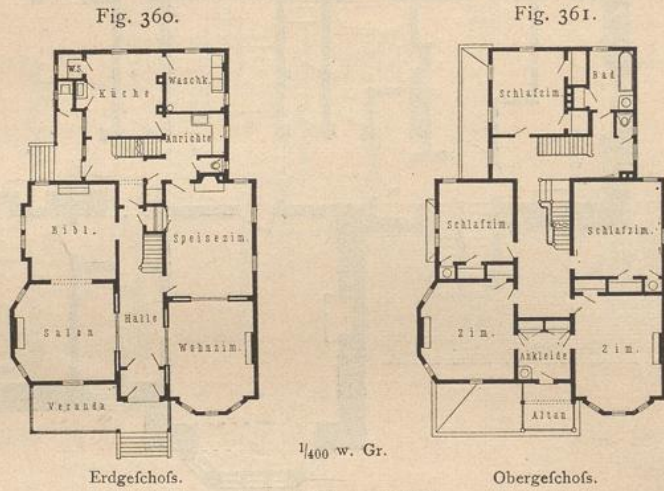 Fig. 360.
W.S.
Küche
Waschk.
Anrichte
Bibl.
Speisezim.
Salon
Halle
Wohnzim.
Veranda
Erdgeſchoſs.
1/400 w. Gr.
Fig. 361.
Schlafzim.
Bad
Schlafzim.
Schlafzim.
Zim.
Ankleide
Zim.
Altan
Obergeſchoſs.